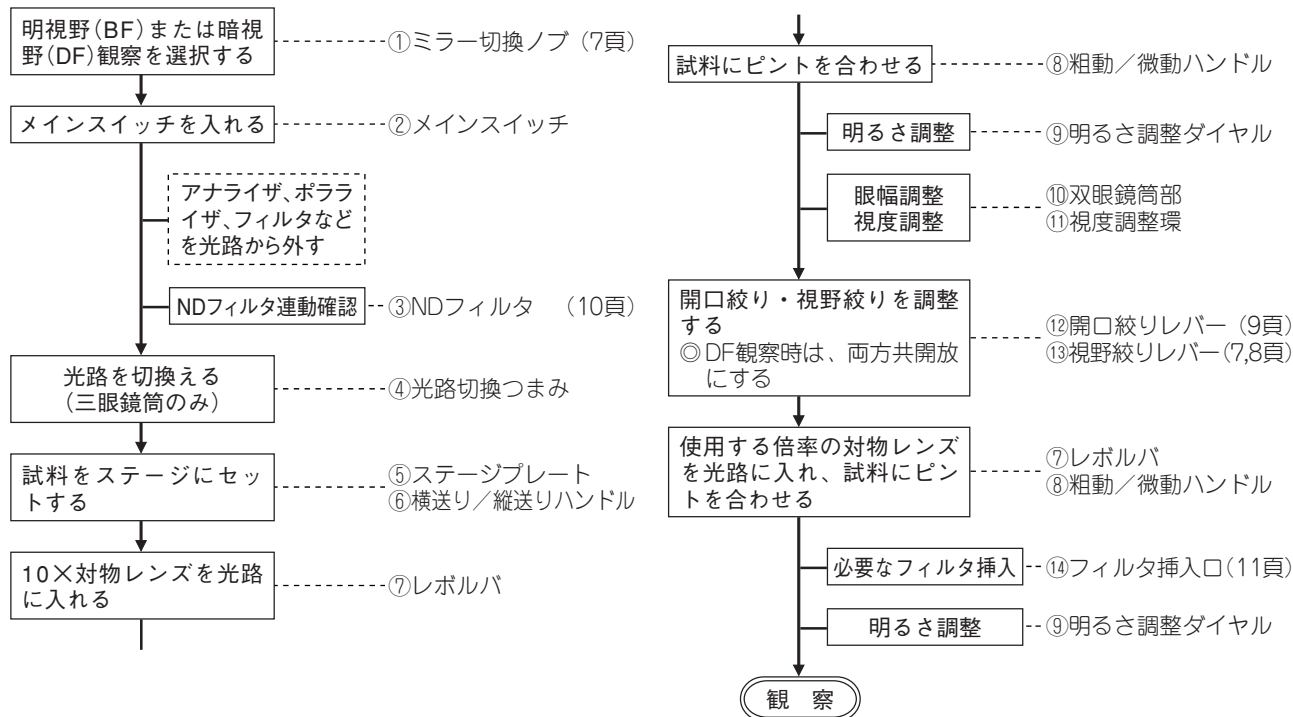 明視野(BF)または暗視
野(DF)観察を選択する
①ミラー切換ノブ（7頁）
メインスイッチを入れる
②メインスイッチ
アナライザ、ポララ
イザ、フィルタなど
を光路から外す
NDフィルタ連動確認
③NDフィルタ　（10頁）
光路を切換える
（三眼鏡筒のみ）
④光路切換つまみ
試料をステージにセッ
トする
⑤ステージプレート
⑥横送り／縦送りハンドル
10×対物レンズを光路
に入れる
⑦レボルバ
試料にピントを合わせる
⑧粗動／微動ハンドル
明るさ調整
⑨明るさ調整ダイヤル
眼幅調整
視度調整
⑩双眼鏡筒部
⑪視度調整環
開口絞り・視野絞りを調整
する
◎DF観察時は、両方共開放
にする
⑫開口絞りレバー（9頁）
⑬視野絞りレバー（7,8頁）
使用する倍率の対物レンズ
を光路に入れ、試料にピン
トを合わせる
⑦レボルバ
⑧粗動／微動ハンドル
必要なフィルタ挿入
⑭フィルタ挿入口（11頁）
明るさ調整
⑨明るさ調整ダイヤル
観　察